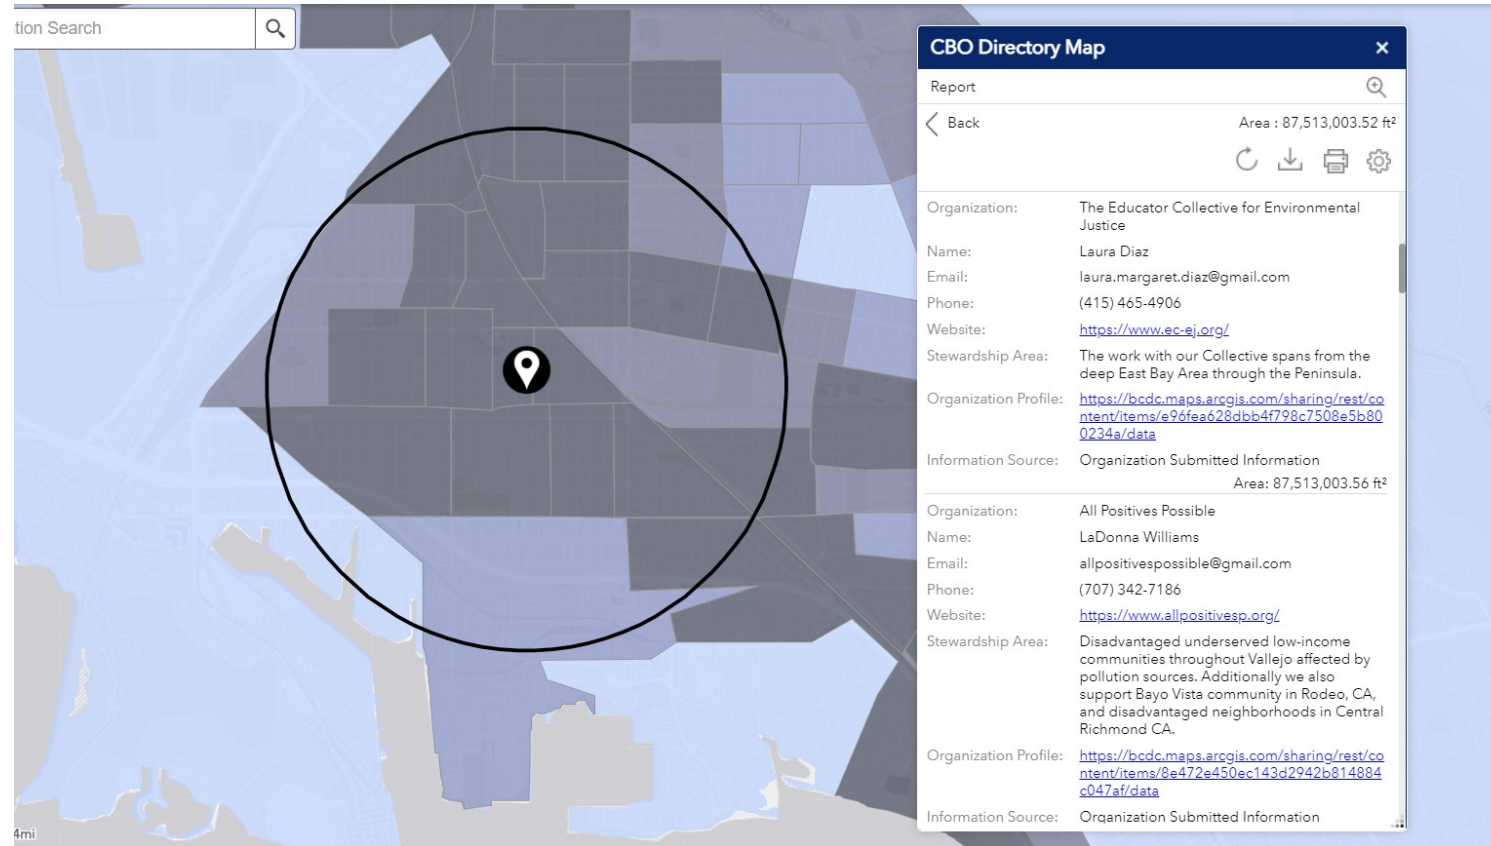 tion Search
Creek
CBO Directory Map
Report
Back
Area : 87,513,003.52 ft²
Organization: The Educator Collective for Environmental
Justice
Name: Laura Diaz
Email: laura.margaret.diaz@gmail.com
Phone: (415) 465-4906
Website: https://www.ec-ej.org/
Stewardship Area: The work with our Collective spans from the
deep East Bay Area through the Peninsula.
Organization Profile: https://bcdc.maps.arcgis.com/sharing/rest/co
ntent/items/e96fea628dbb4f798c7508e5b80
0234a/data
Information Source: Organization Submitted Information
Area: 87,513,003.56 ft²
Organization: All Positives Possible
Name: LaDonna Williams
Email: allpositivespossible@gmail.com
Phone: (707) 342-7186
Website: https://www.allpositivesp.org/
Stewardship Area: Disadvantaged underserved low-income
communities throughout Vallejo affected by
pollution sources. Additionally we also
support Bayo Vista community in Rodeo, CA,
and disadvantaged neighborhoods in Central
Richmond CA.
Organization Profile: https://bcdc.maps.arcgis.com/sharing/rest/co
ntent/items/8e472e450ec143d2942b814884
c047af/data
Information Source: Organization Submitted Information
4mi